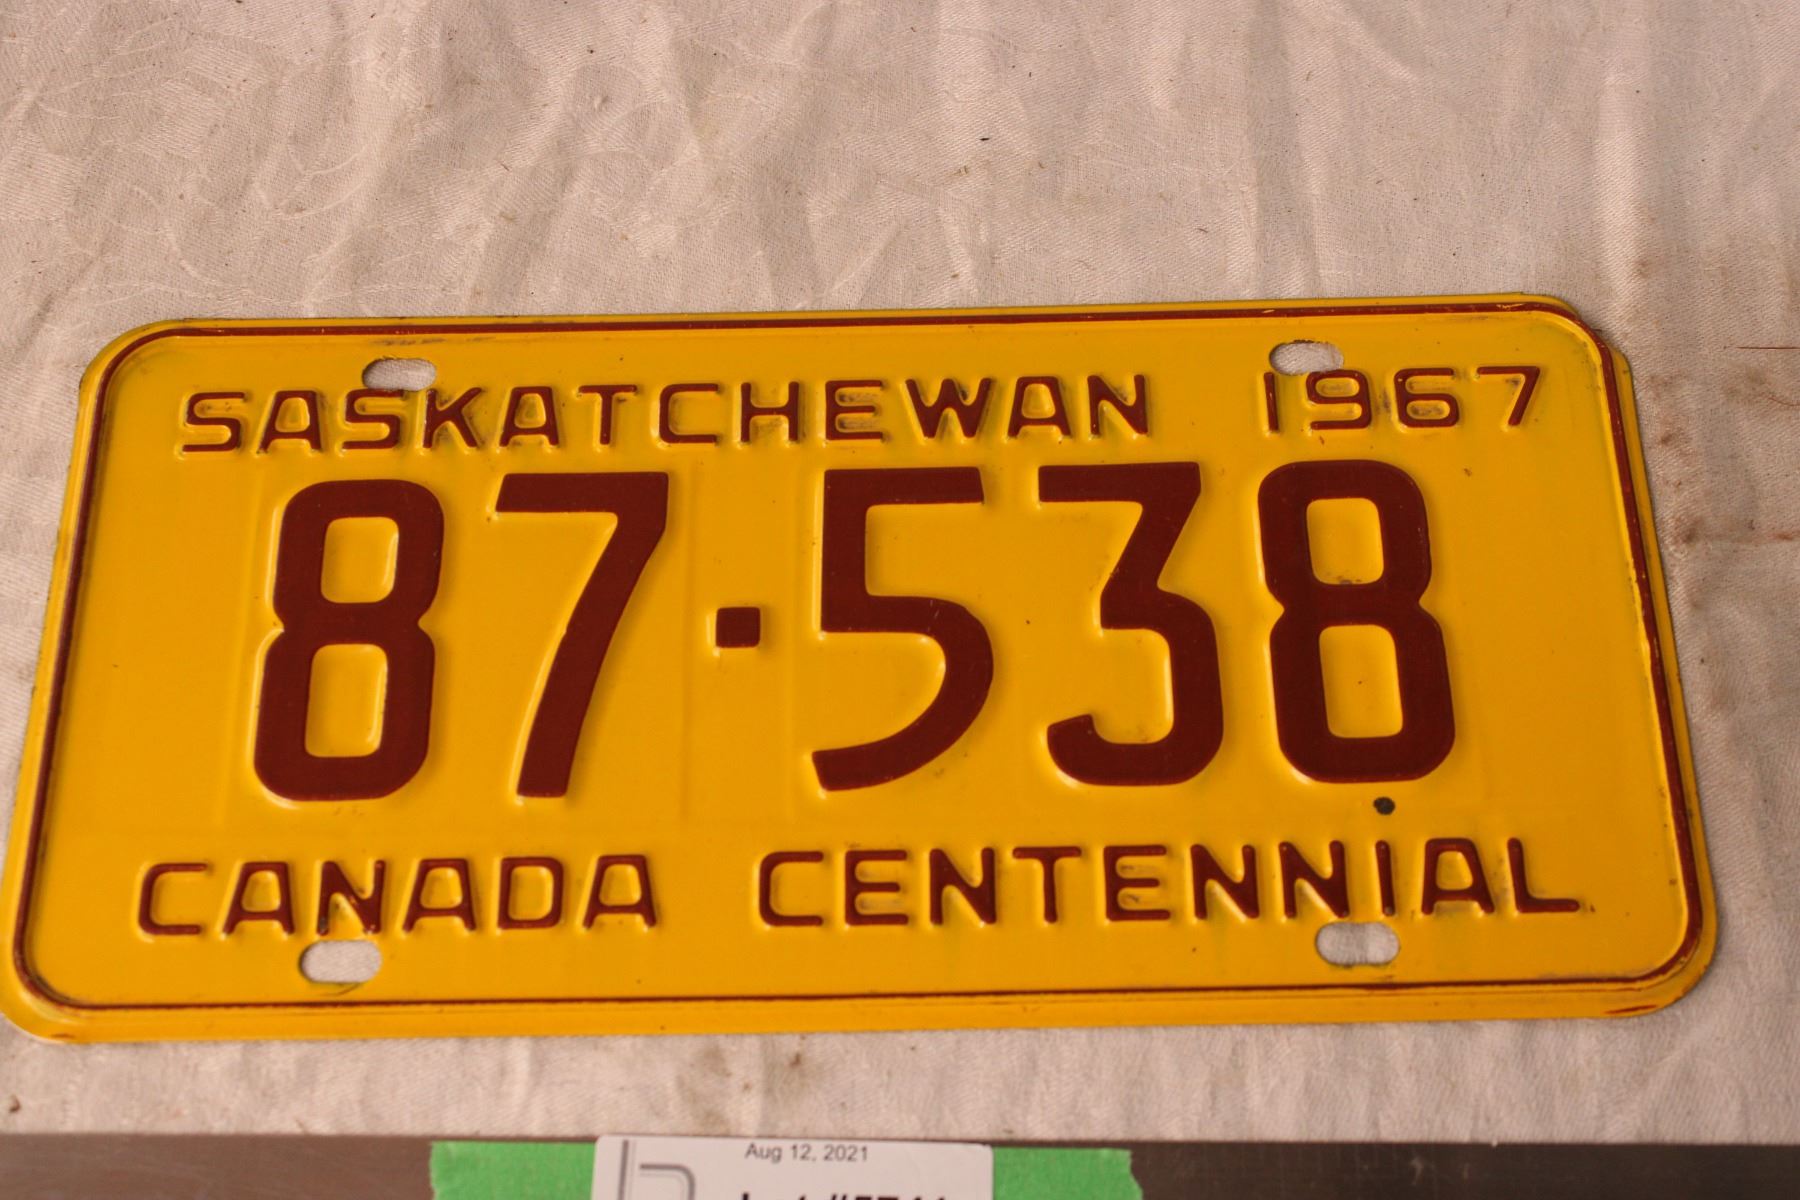 SASKATCHEWAN 1967
87·538
CANADA CENTENNIAL
Aug 12, 2021